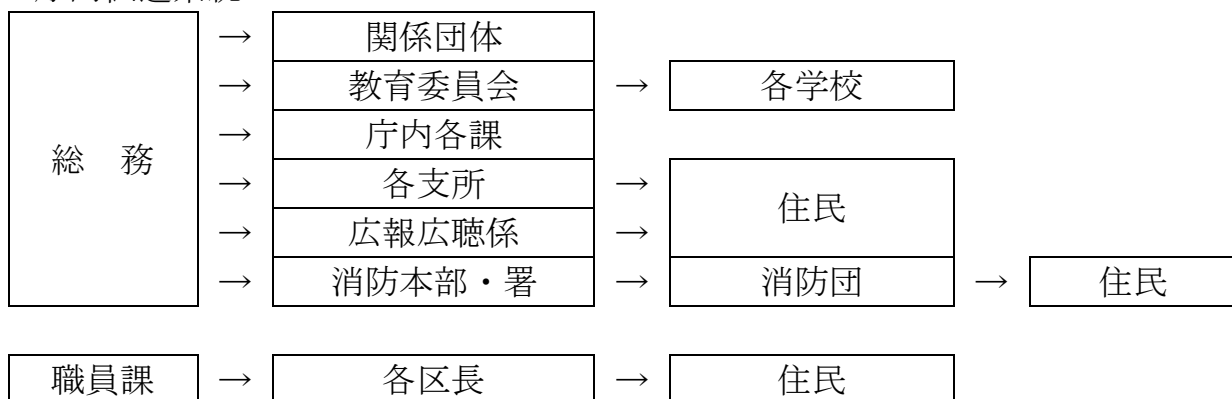 → 関係団体
→ 教育委員会 → 各学校
→ 庁内各課
総 務
→ 各支所 →
住民
→ 広報広聴係 →
→ 消防本部・署 → 消防団 → 住民
職員課 → 各区長 → 住民